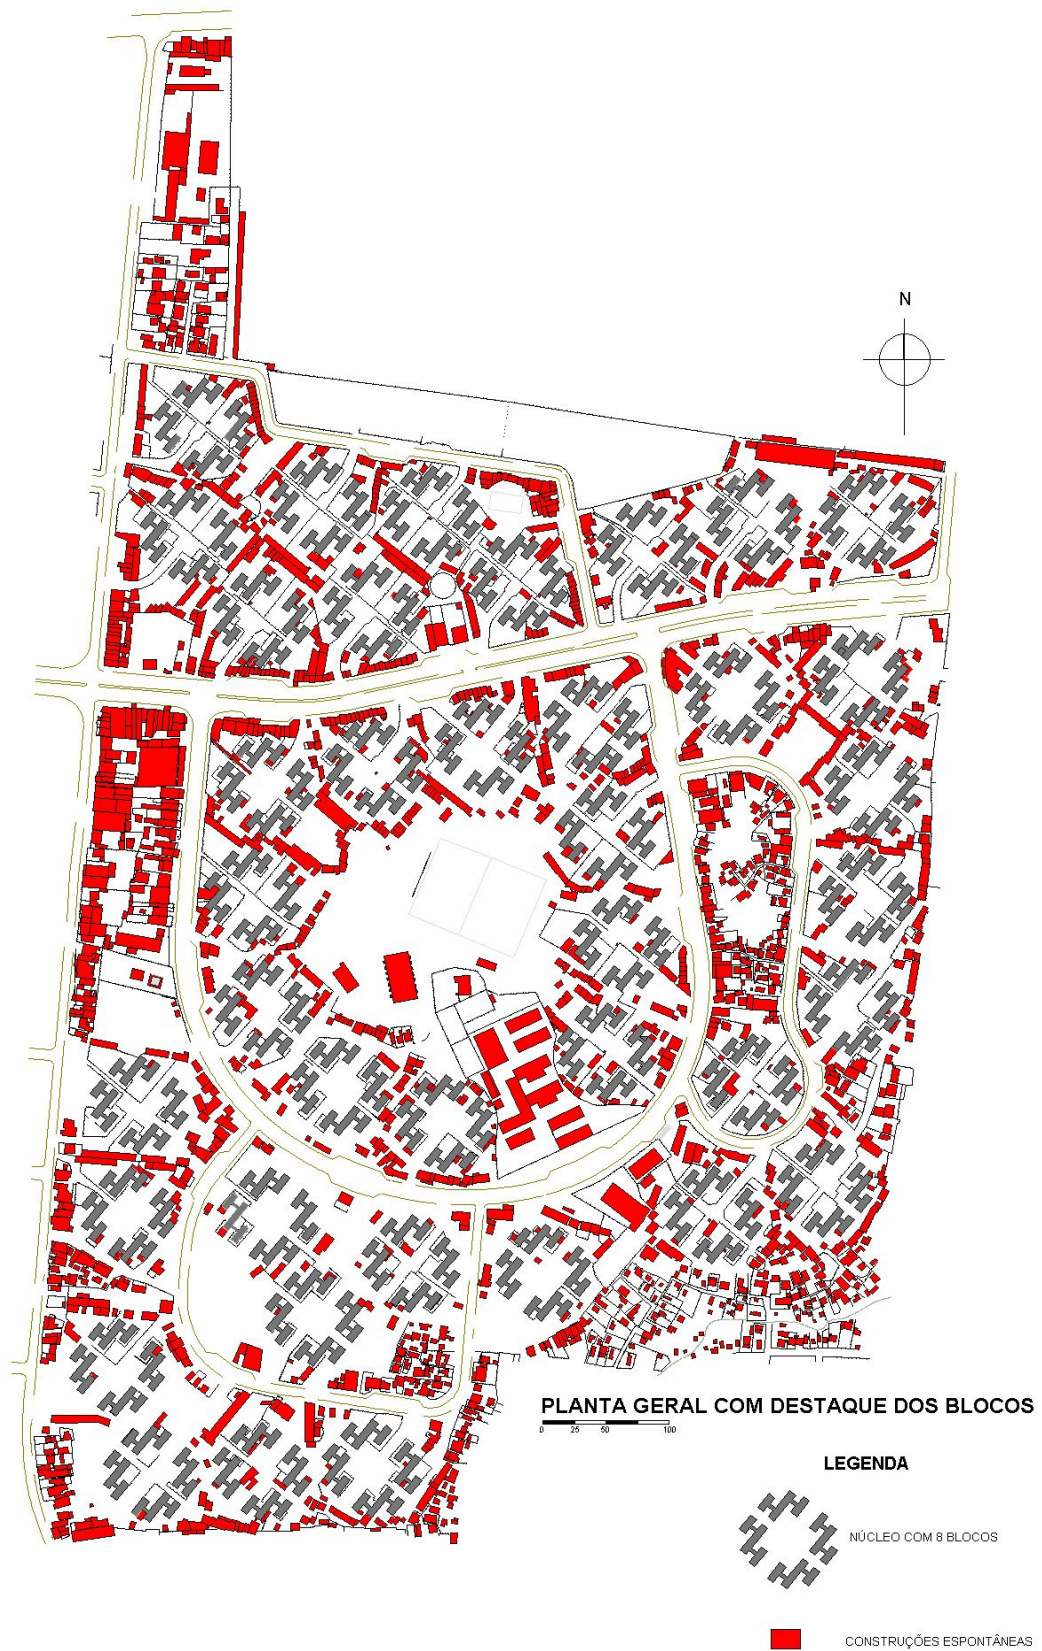 N
PLANTA GERAL COM DESTAQUE DOS BLOCOS
0 25 50 100
LEGENDA
NÚCLEO COM 8 BLOCOS
CONSTRUÇÕES ESPONTÂNEAS